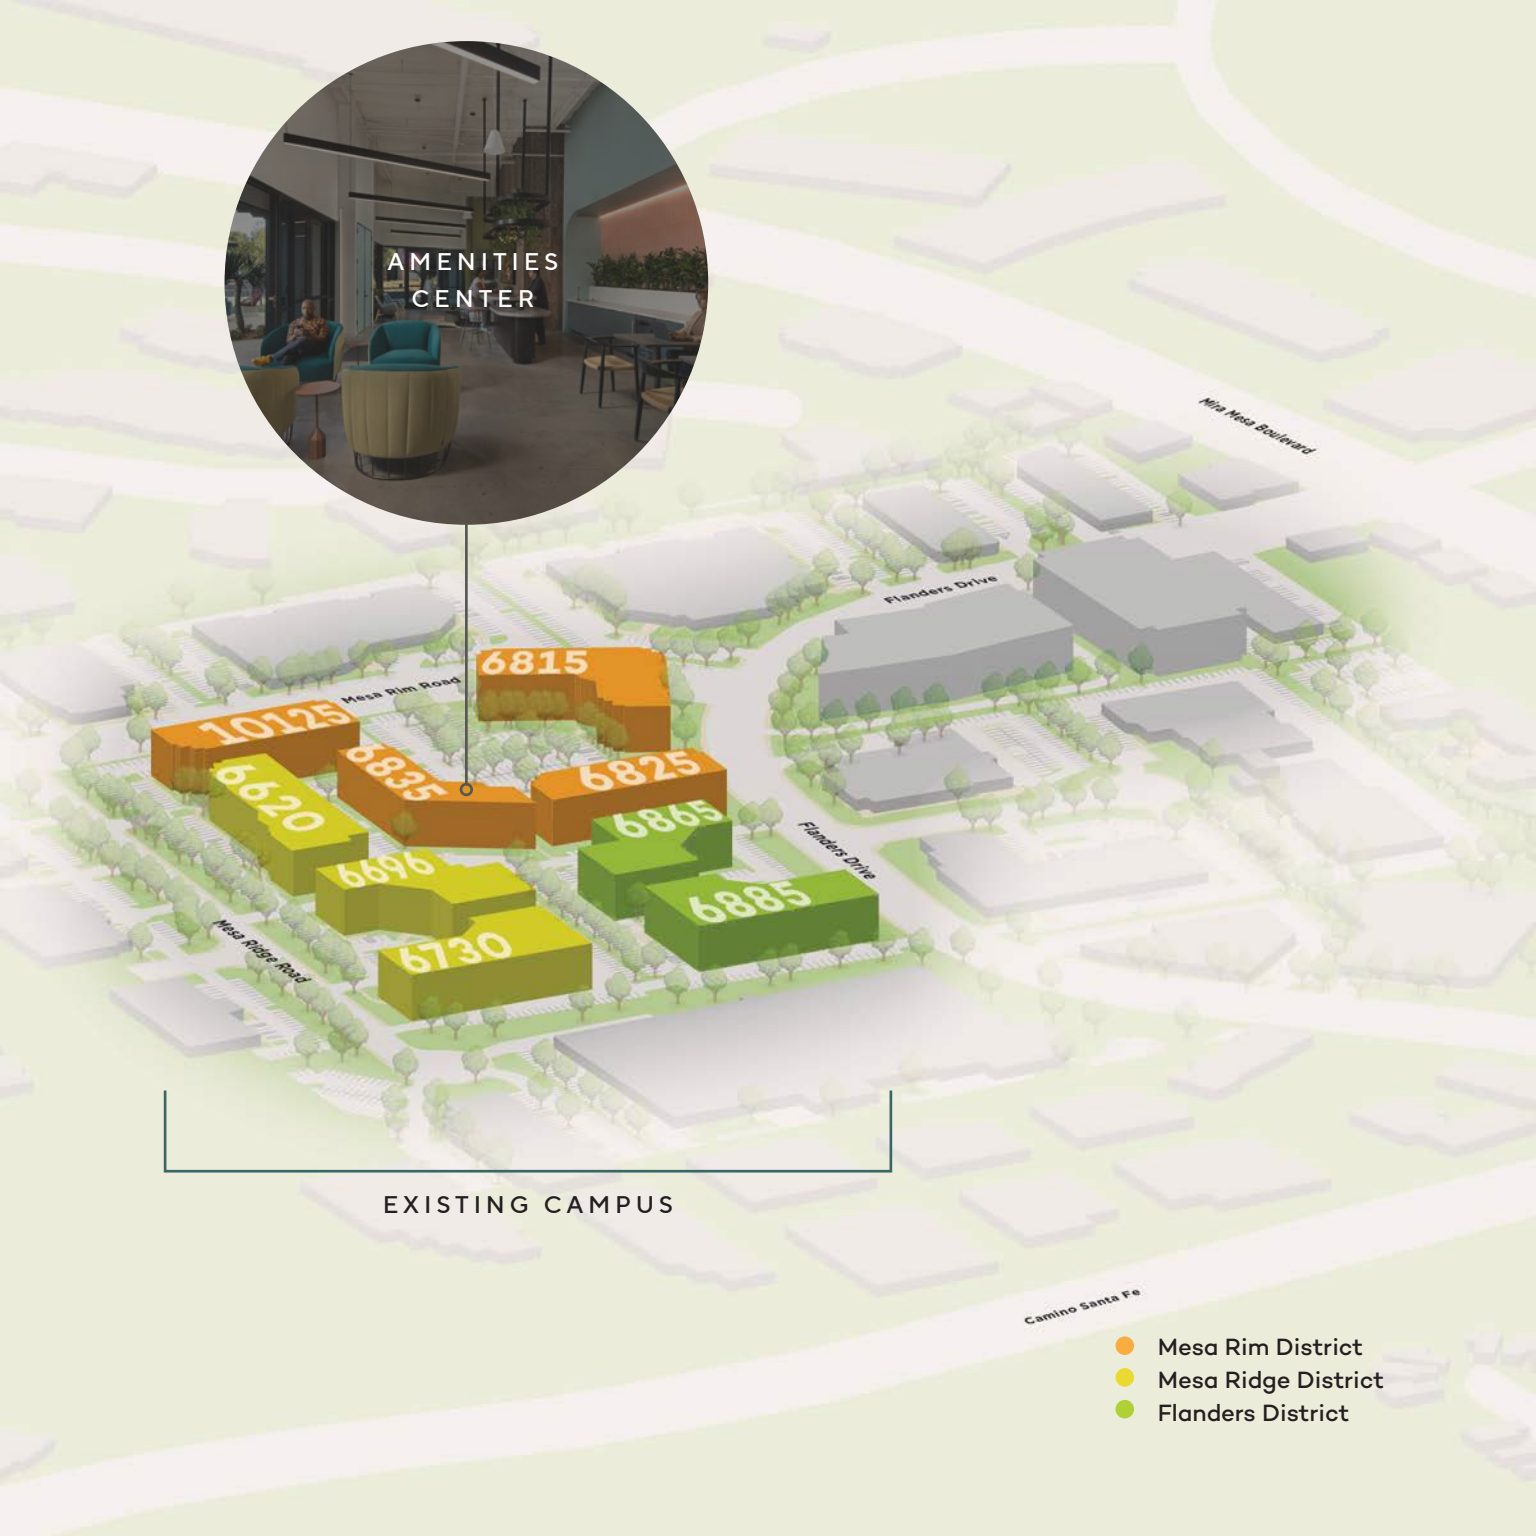 AMENITIES
CENTER
Mira Mesa Boulevard
Flanders Drive
Mesa Rim Road
6815
10125
6835
6825
6620
6865
6696
6885
6730
Flanders Drive
Mesa Ridge Road
EXISTING CAMPUS
Camino Santa Fe
Mesa Rim District
Mesa Ridge District
Flanders District